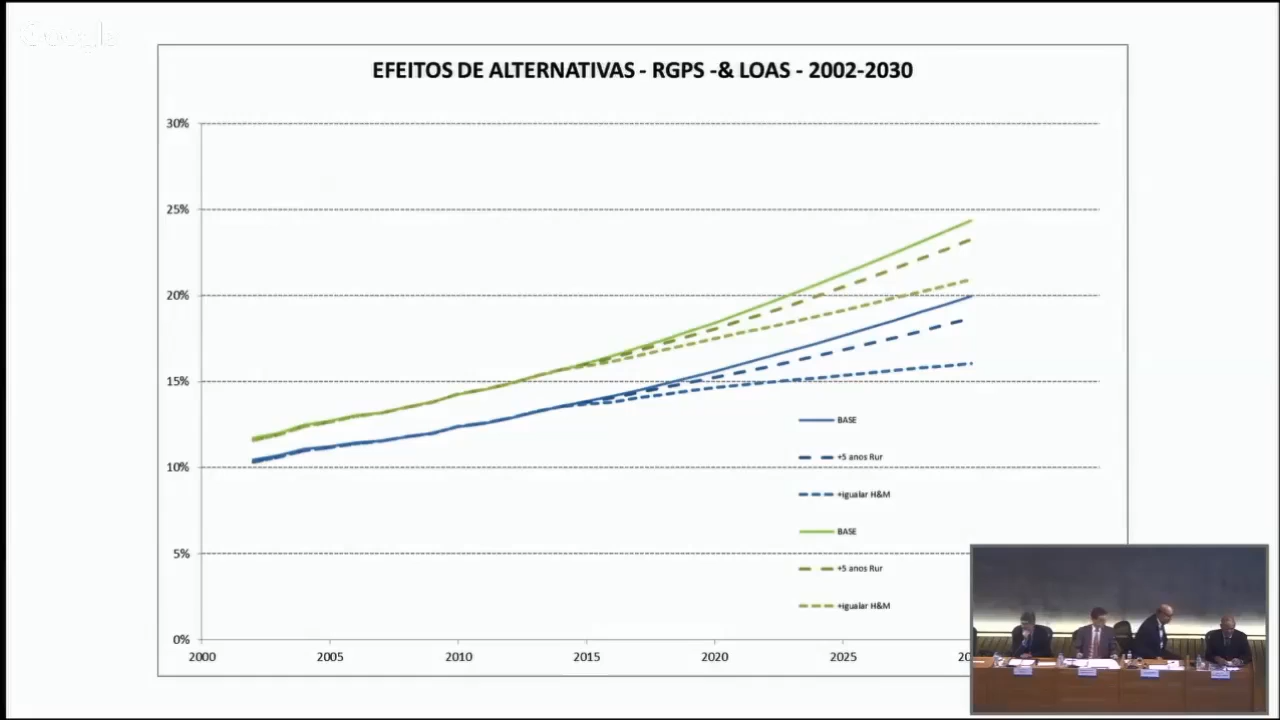 Google
EFEITOS DE ALTERNATIVAS - RGPS -& LOAS - 2002-2030
30%
25%
20%
15%
10%
5%
0%
2000
2005
2010
2015
2020
2025
BASE
+5 anos Rur
+igualar H&M
BASE
+5 anos Rur
+igualar H&M